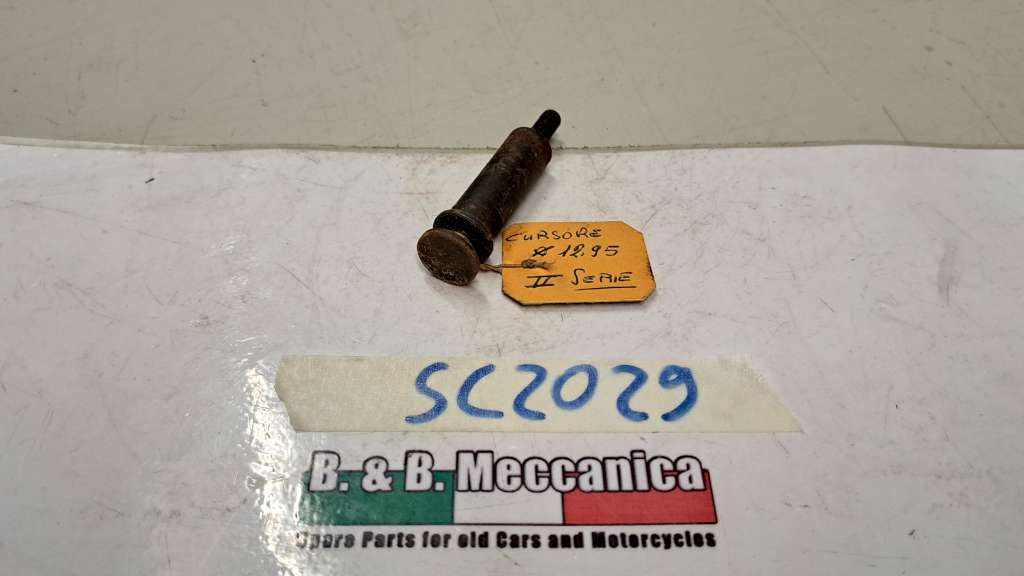 CURSORE
Ø 12,95
II SERIE
SC2029
B. & B. Meccanica
Spare Parts for old Cars and Motorcycles